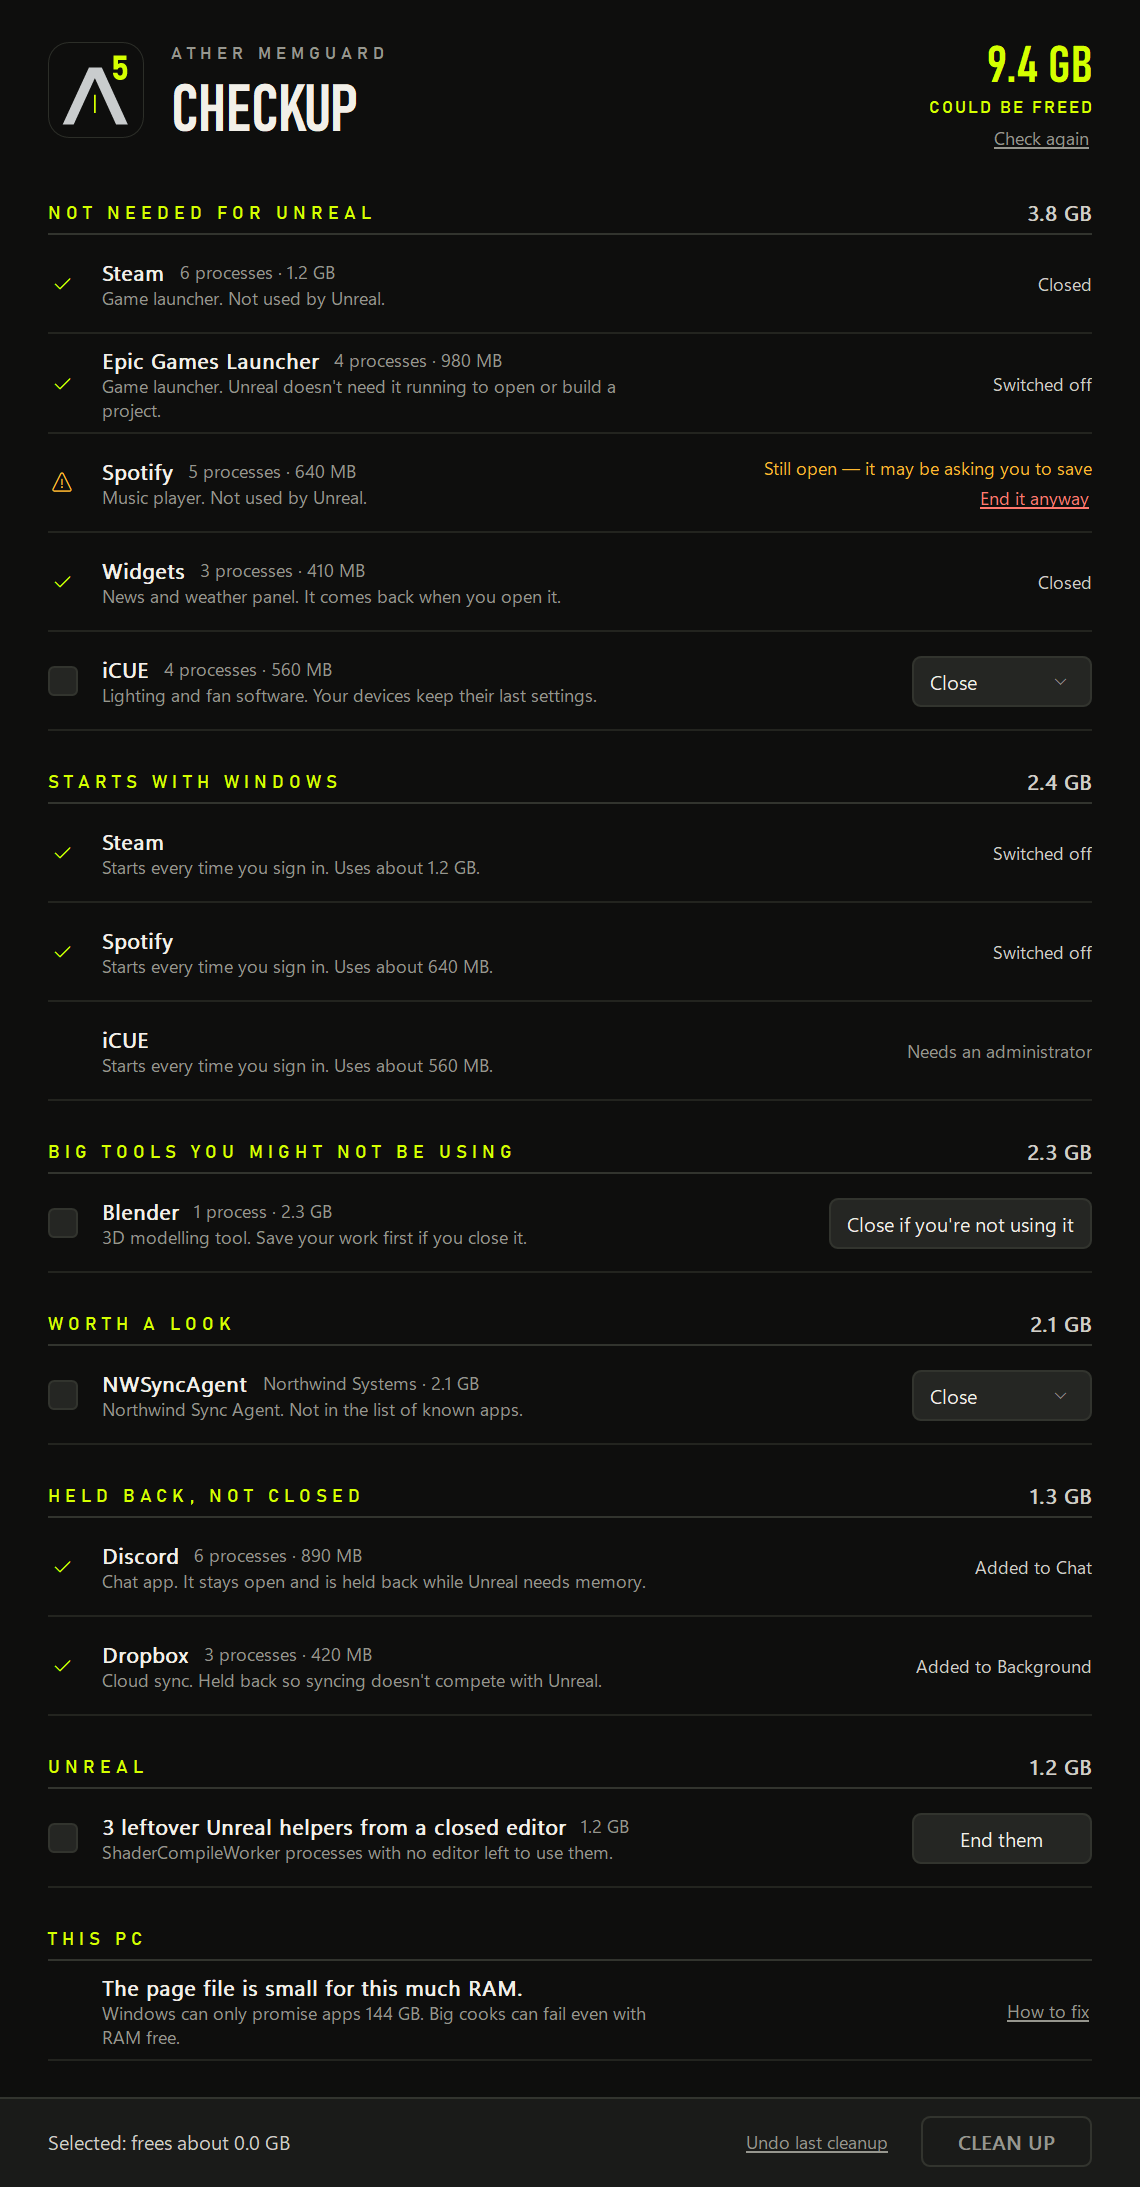 5
ATHER MEMGUARD
CHECKUP
9.4 GB
COULD BE FREED
Check again
NOT NEEDED FOR UNREAL
3.8 GB
Steam 6 processes · 1.2 GB
Game launcher. Not used by Unreal.
Closed
Epic Games Launcher 4 processes · 980 MB
Game launcher. Unreal doesn't need it running to open or build a
project.
Switched off
Spotify 5 processes · 640 MB
Music player. Not used by Unreal.
Still open — it may be asking you to save
End it anyway
Widgets 3 processes · 410 MB
News and weather panel. It comes back when you open it.
Closed
iCUE 4 processes · 560 MB
Lighting and fan software. Your devices keep their last settings.
Close
STARTS WITH WINDOWS
2.4 GB
Steam
Starts every time you sign in. Uses about 1.2 GB.
Switched off
Spotify
Starts every time you sign in. Uses about 640 MB.
Switched off
iCUE
Starts every time you sign in. Uses about 560 MB.
Needs an administrator
BIG TOOLS YOU MIGHT NOT BE USING
2.3 GB
Blender 1 process · 2.3 GB
3D modelling tool. Save your work first if you close it.
Close if you're not using it
WORTH A LOOK
2.1 GB
NWSyncAgent Northwind Systems · 2.1 GB
Northwind Sync Agent. Not in the list of known apps.
Close
HELD BACK, NOT CLOSED
1.3 GB
Discord 6 processes · 890 MB
Chat app. It stays open and is held back while Unreal needs memory.
Added to Chat
Dropbox 3 processes · 420 MB
Cloud sync. Held back so syncing doesn't compete with Unreal.
Added to Background
UNREAL
1.2 GB
3 leftover Unreal helpers from a closed editor 1.2 GB
ShaderCompileWorker processes with no editor left to use them.
End them
THIS PC
The page file is small for this much RAM.
Windows can only promise apps 144 GB. Big cooks can fail even with
RAM free.
How to fix
Selected: frees about 0.0 GB
Undo last cleanup
CLEAN UP